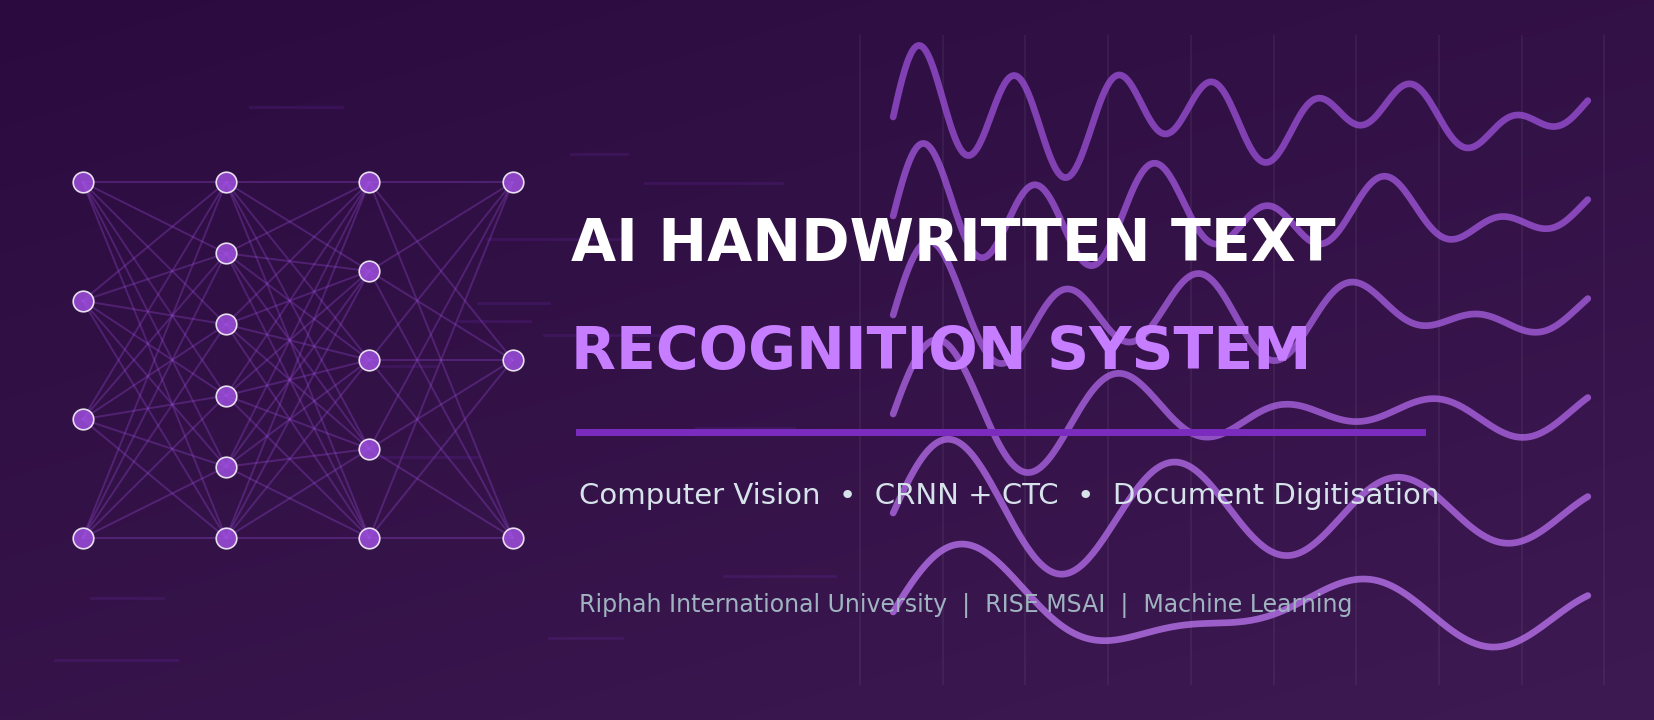 AI HANDWRITTEN TEXT
RECOGNITION SYSTEM
Computer Vision • CRNN + CTC • Document Digitisation
Riphah International University | RISE MSAI | Machine Learning